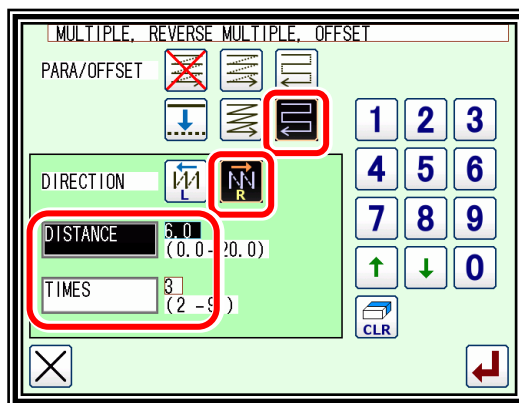 MULTIPLE, REVERSE MULTIPLE, OFFSET
PARA/OFFSET
1 2 3
DIRECTION L R 4 5 6
DISTANCE 6.0 7 8 9
(0.0-20.0)
↑ ↓ 0
TIMES 3
(2 -9 )
CLR